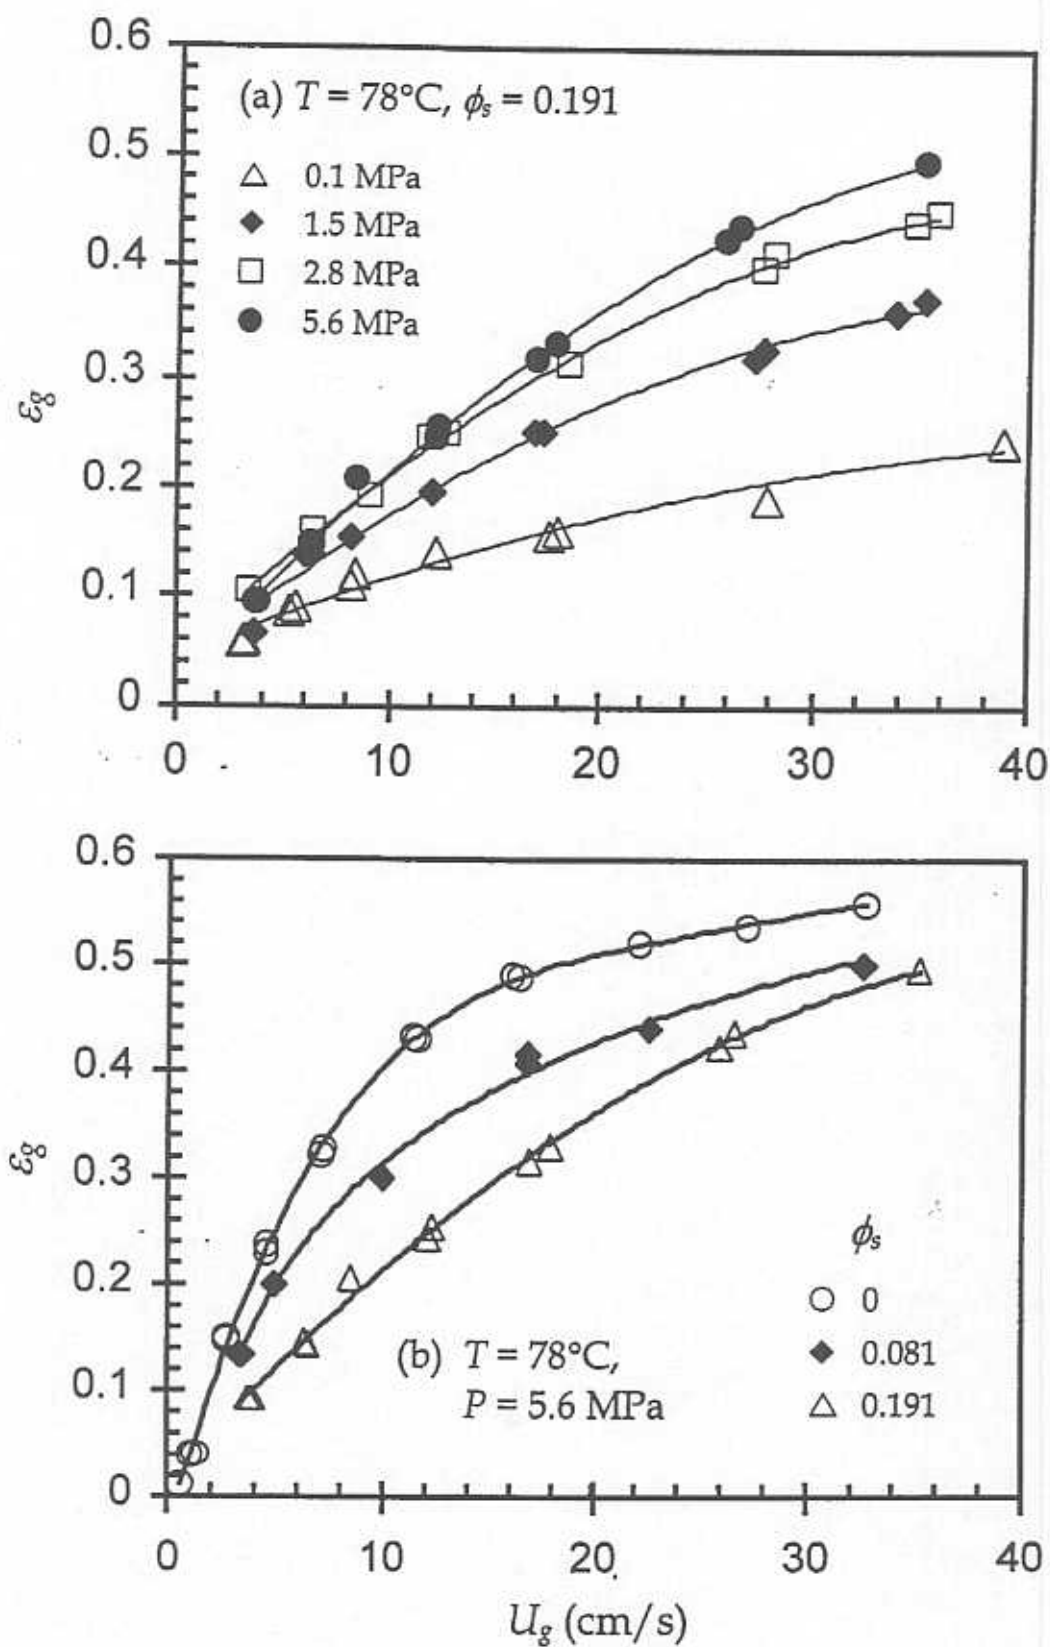 0.6
(a) T = 78°C, ϕs = 0.191
0.5
△ 0.1 MPa
◆ 1.5 MPa
0.4
□ 2.8 MPa
● 5.6 MPa
0.3
εg
0.2
0.1
0
0 10 20 30 40
0.6
0.5
0.4
εg
0.3
ϕs
0.2
○ 0
(b) T = 78°C,
◆ 0.081
0.1
P = 5.6 MPa
△ 0.191
0
0 10 20 30 40
Ug (cm/s)